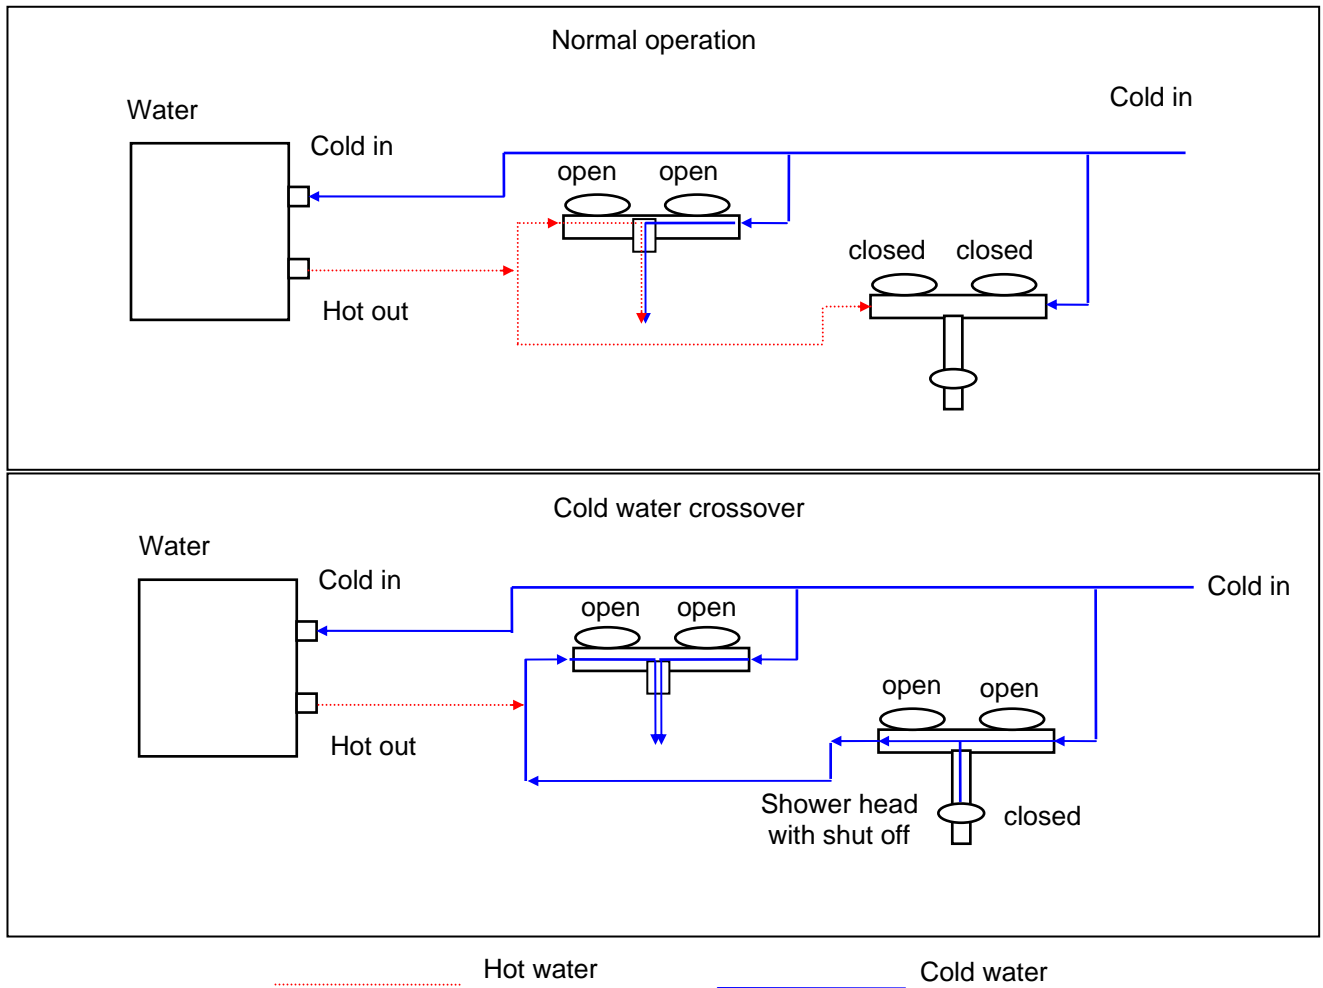 Normal operation
Cold in
Water
Cold in
open open
closed closed
Hot out
Cold water crossover
Water
Cold in
Cold in
open open
open open
Hot out
Shower head
with shut off
closed
Hot water
Cold water